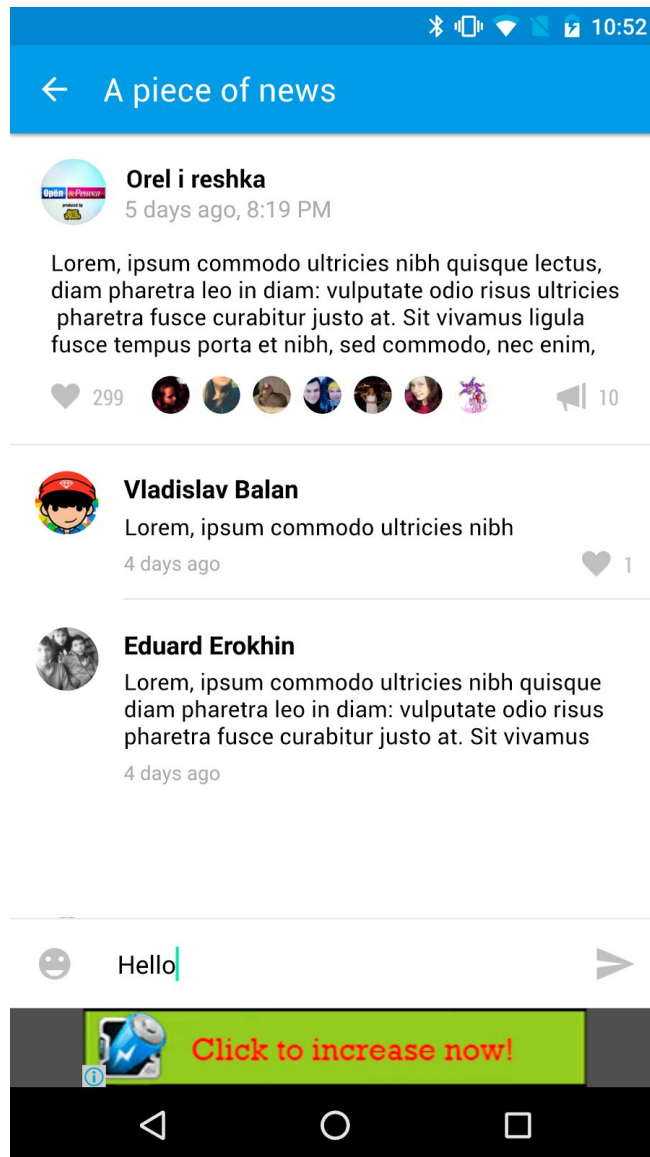 10:52
A piece of news
Орёл и Решка
Orel i reshka
5 days ago, 8:19 PM
Lorem, ipsum commodo ultricies nibh quisque lectus,
diam pharetra leo in diam: vulputate odio risus ultricies
pharetra fusce curabitur justo at. Sit vivamus ligula
fusce tempus porta et nibh, sed commodo, nec enim,
299
10
Vladislav Balan
Lorem, ipsum commodo ultricies nibh
4 days ago
1
Eduard Erokhin
Lorem, ipsum commodo ultricies nibh quisque
diam pharetra leo in diam: vulputate odio risus
pharetra fusce curabitur justo at. Sit vivamus
4 days ago
Hello
Click to increase now!